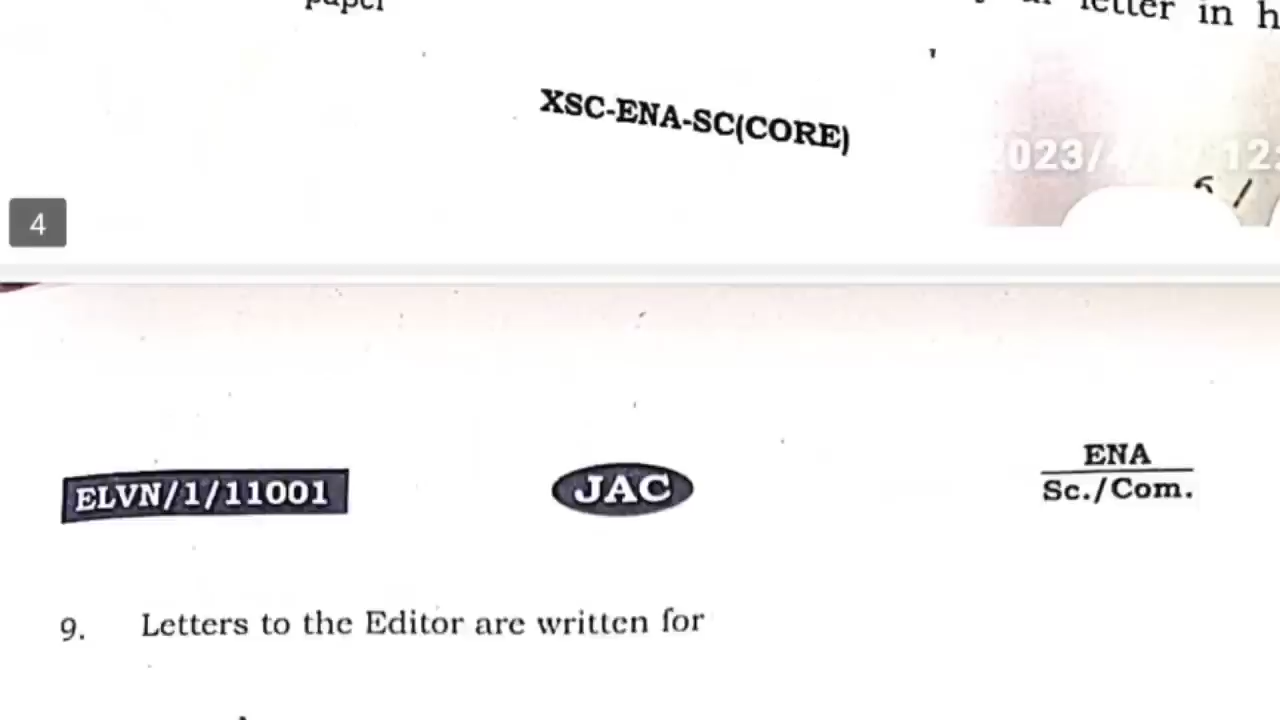 paper
letter in
XSC-ENA-SC(CORE)
4
ELVN/1/11001
JAC
ENA
Sc./Com.
9. Letters to the Editor are written for